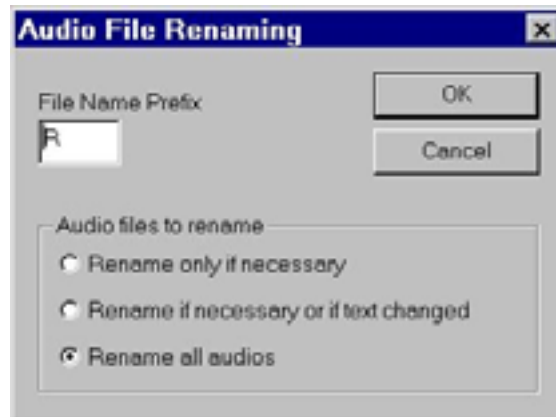 Audio File Renaming
File Name Prefix
R
OK
Cancel
Audio files to rename
Rename only if necessary
Rename if necessary or if text changed
Rename all audios